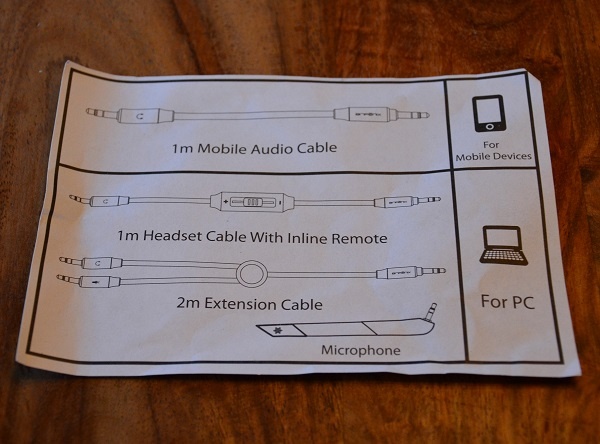 1m Mobile Audio Cable
For
Mobile Devices
1m Headset Cable With Inline Remote
2m Extension Cable
For PC
Microphone